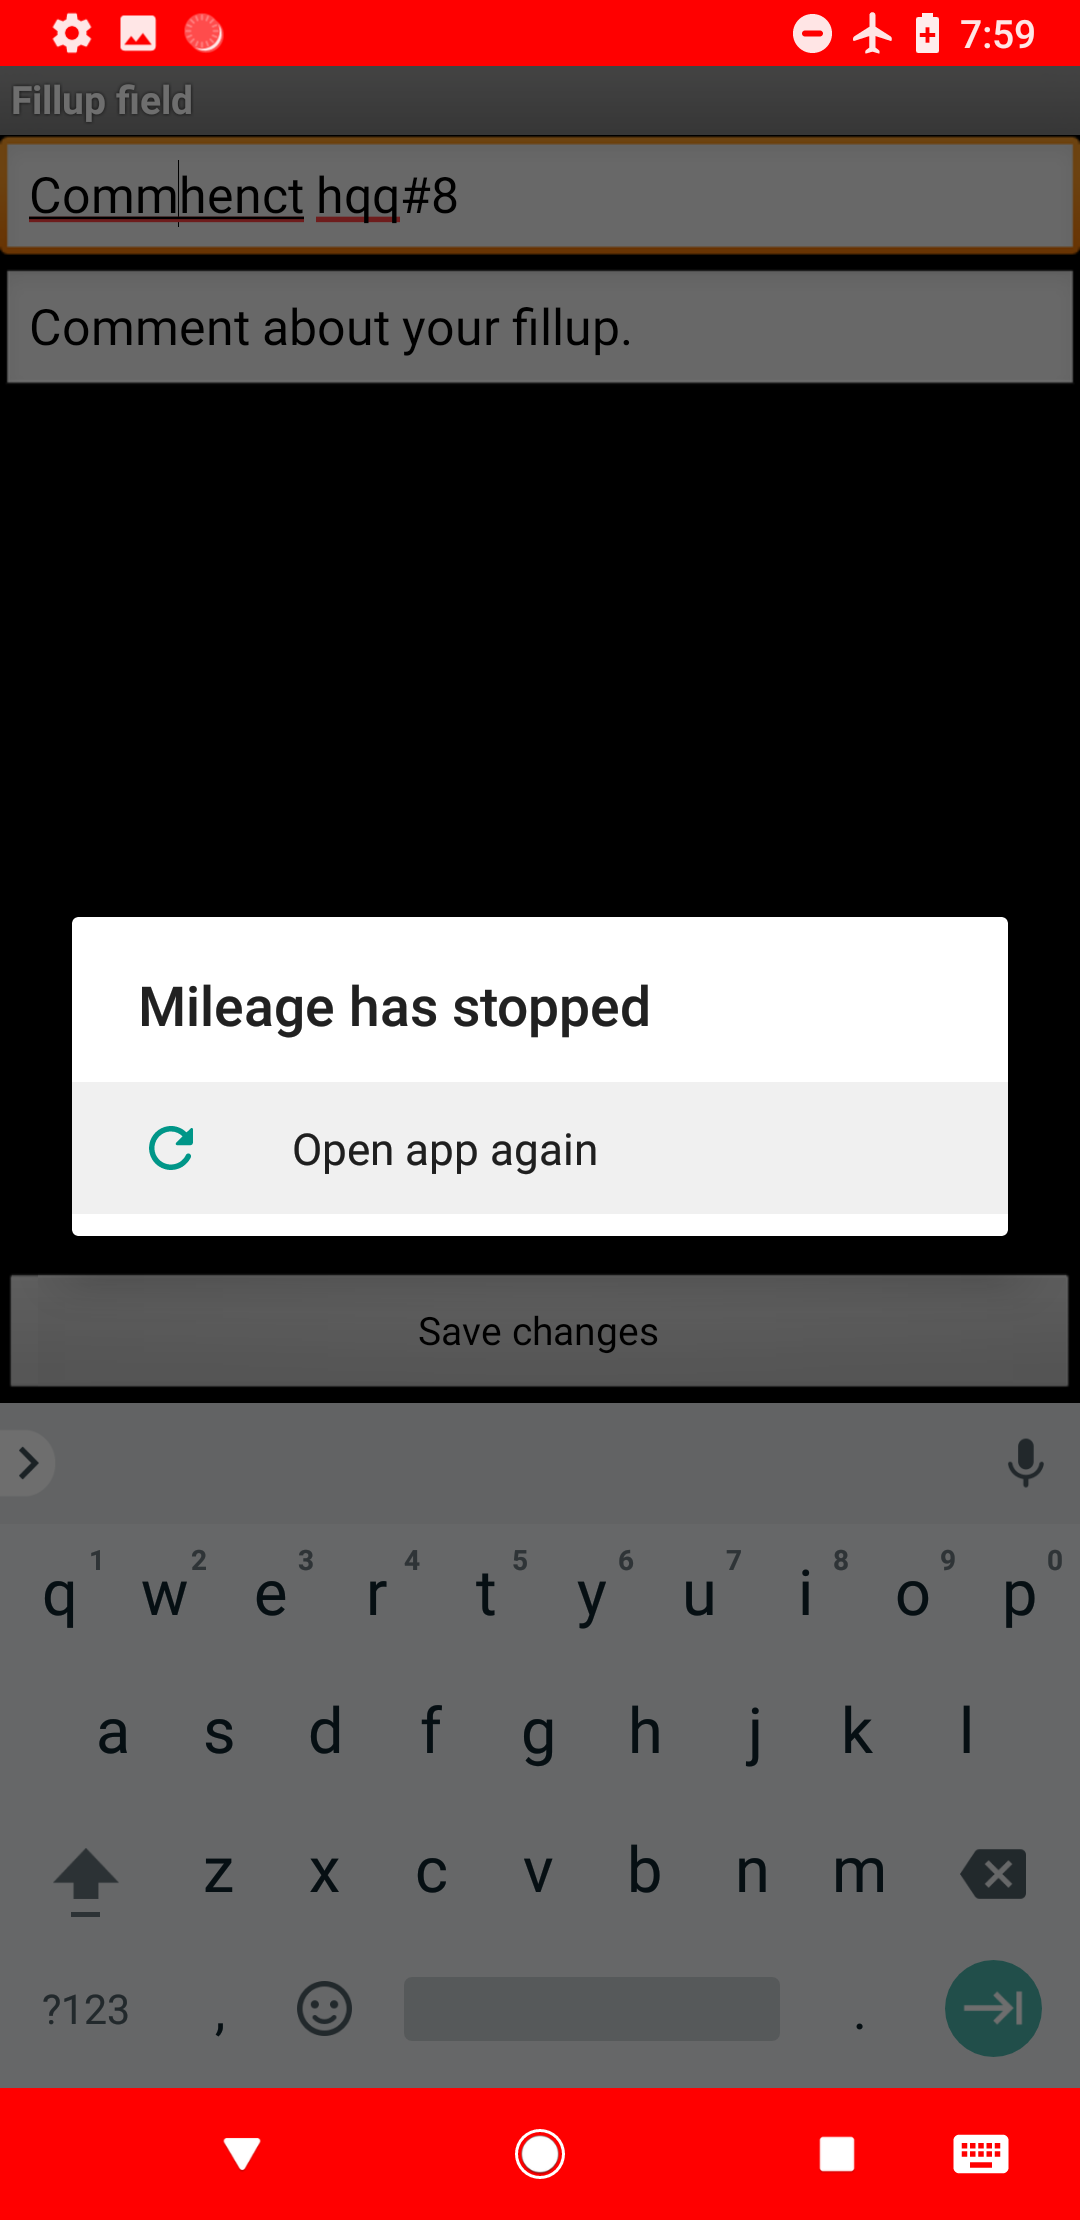 7:59
Fillup field
Commhenct hqq#8
Comment about your fillup.
Mileage has stopped
Open app again
Save changes
1 2 3 4 5 6 7 8 9 0
q w e r t y u i o p
a s d f g h j k l
z x c v b n m
?123 , .